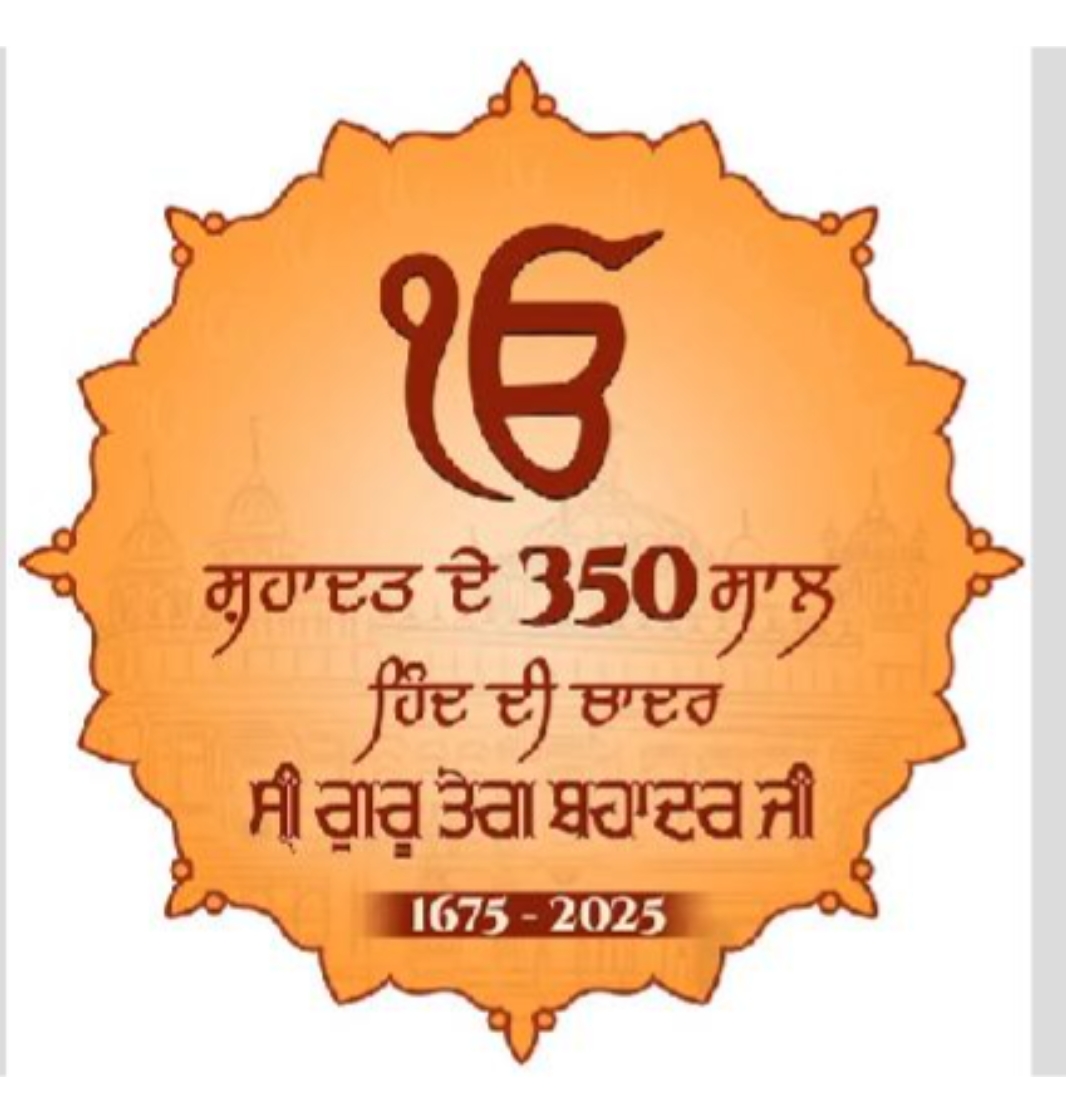 ੴ
ਸ਼ਹਾਦਤ ਦੇ 350 ਸਾਲ
ਹਿੰਦ ਦੀ ਚਾਦਰ
ਸ੍ਰੀ ਗੁਰੂ ਤੇਗ ਬਹਾਦਰ ਜੀ
1675 - 2025